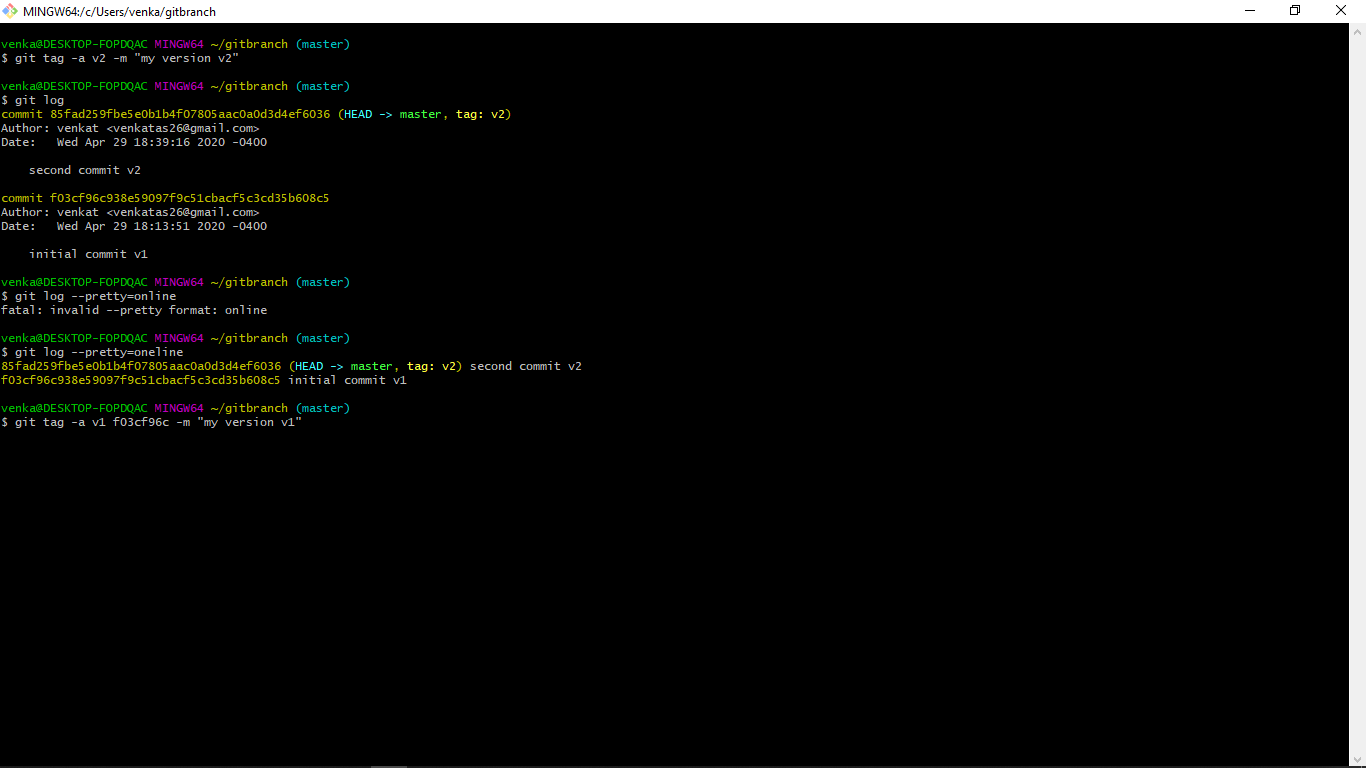 MINGW64:/c/Users/venka/gitbranch
venka@DESKTOP-FOPDQAC MINGW64 ~/gitbranch (master)
$ git tag -a v2 -m "my version v2"
venka@DESKTOP-FOPDQAC MINGW64 ~/gitbranch (master)
$ git log
commit 85fad259fbe5e0b1b4f07805aac0a0d3d4ef6036 (HEAD -> master, tag: v2)
Author: venkat <venkatas26@gmail.com>
Date:   Wed Apr 29 18:39:16 2020 -0400
    second commit v2
commit f03cf96c938e59097f9c51cbacf5c3cd35b608c5
Author: venkat <venkatas26@gmail.com>
Date:   Wed Apr 29 18:13:51 2020 -0400
    initial commit v1
venka@DESKTOP-FOPDQAC MINGW64 ~/gitbranch (master)
$ git log --pretty=online
fatal: invalid --pretty format: online
venka@DESKTOP-FOPDQAC MINGW64 ~/gitbranch (master)
$ git log --pretty=oneline
85fad259fbe5e0b1b4f07805aac0a0d3d4ef6036 (HEAD -> master, tag: v2) second commit v2
f03cf96c938e59097f9c51cbacf5c3cd35b608c5 initial commit v1
venka@DESKTOP-FOPDQAC MINGW64 ~/gitbranch (master)
$ git tag -a v1 f03cf96c -m "my version v1"